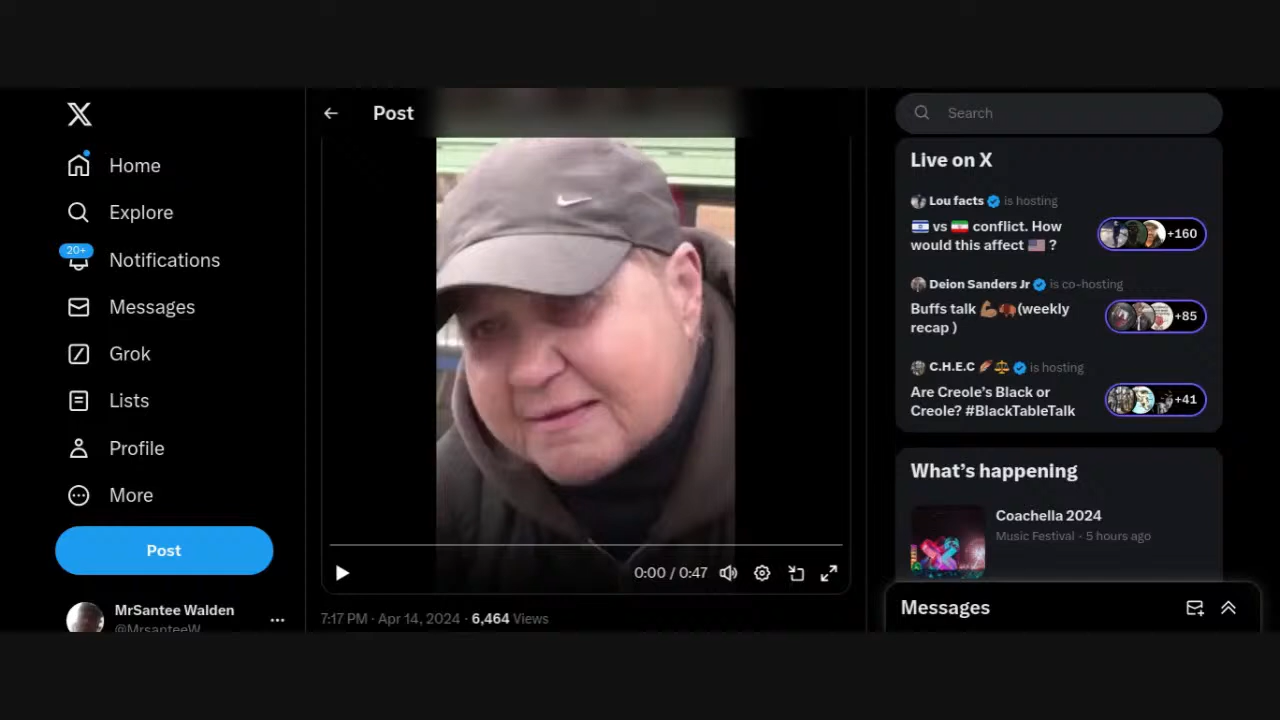 X
Home
Explore
20+
Notifications
Messages
Grok
Lists
Profile
More
Post
MrSantee Walden
@MrsanteeW
Post
0:00 / 0:47
7:17 PM · Apr 14, 2024 · 6,464 Views
Search
Live on X
Lou facts is hosting
🇮🇱 vs 🇮🇷 conflict. How
would this affect 🇺🇸 ?
+160
Deion Sanders Jr is co-hosting
Buffs talk 💪🏾🦬(weekly
recap )
+85
C.H.E.C 🪶⚖️ is hosting
Are Creole’s Black or
Creole? #BlackTableTalk
+41
What’s happening
Coachella 2024
Music Festival · 5 hours ago
Messages